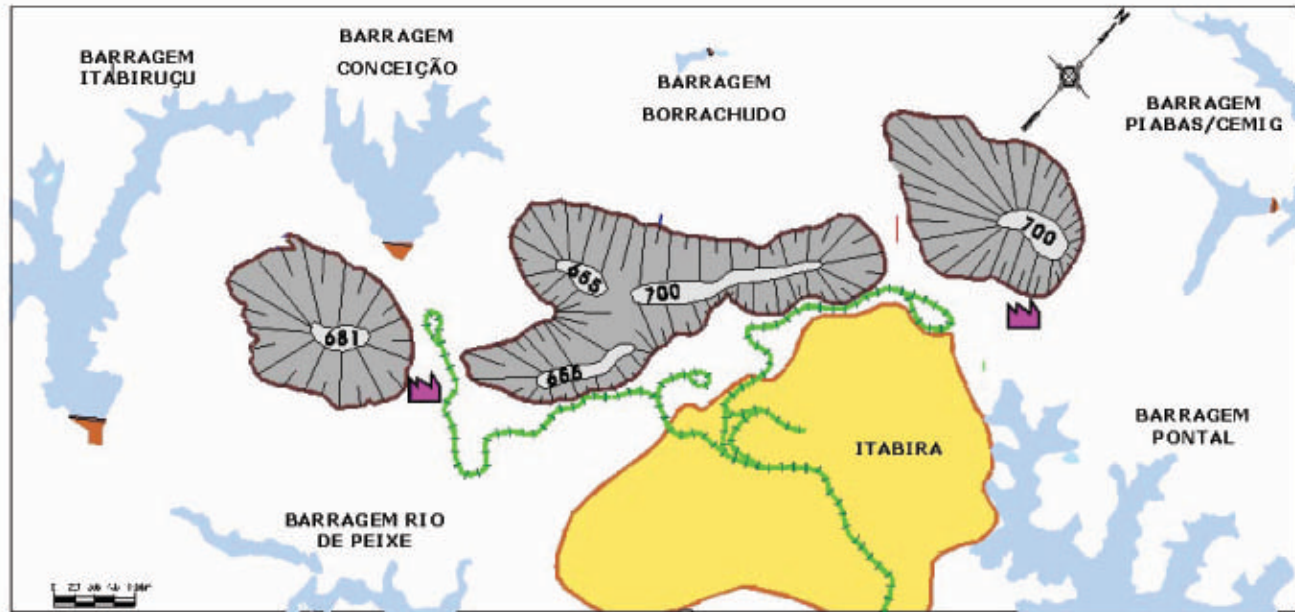 BARRAGEM
ITABIRUÇU
BARRAGEM
CONCEIÇÃO
BARRAGEM
BORRACHUDO
N
BARRAGEM
PIABAS/CEMIG
655
700
700
681
655
ITABIRA
BARRAGEM
PONTAL
BARRAGEM RIO
DE PEIXE